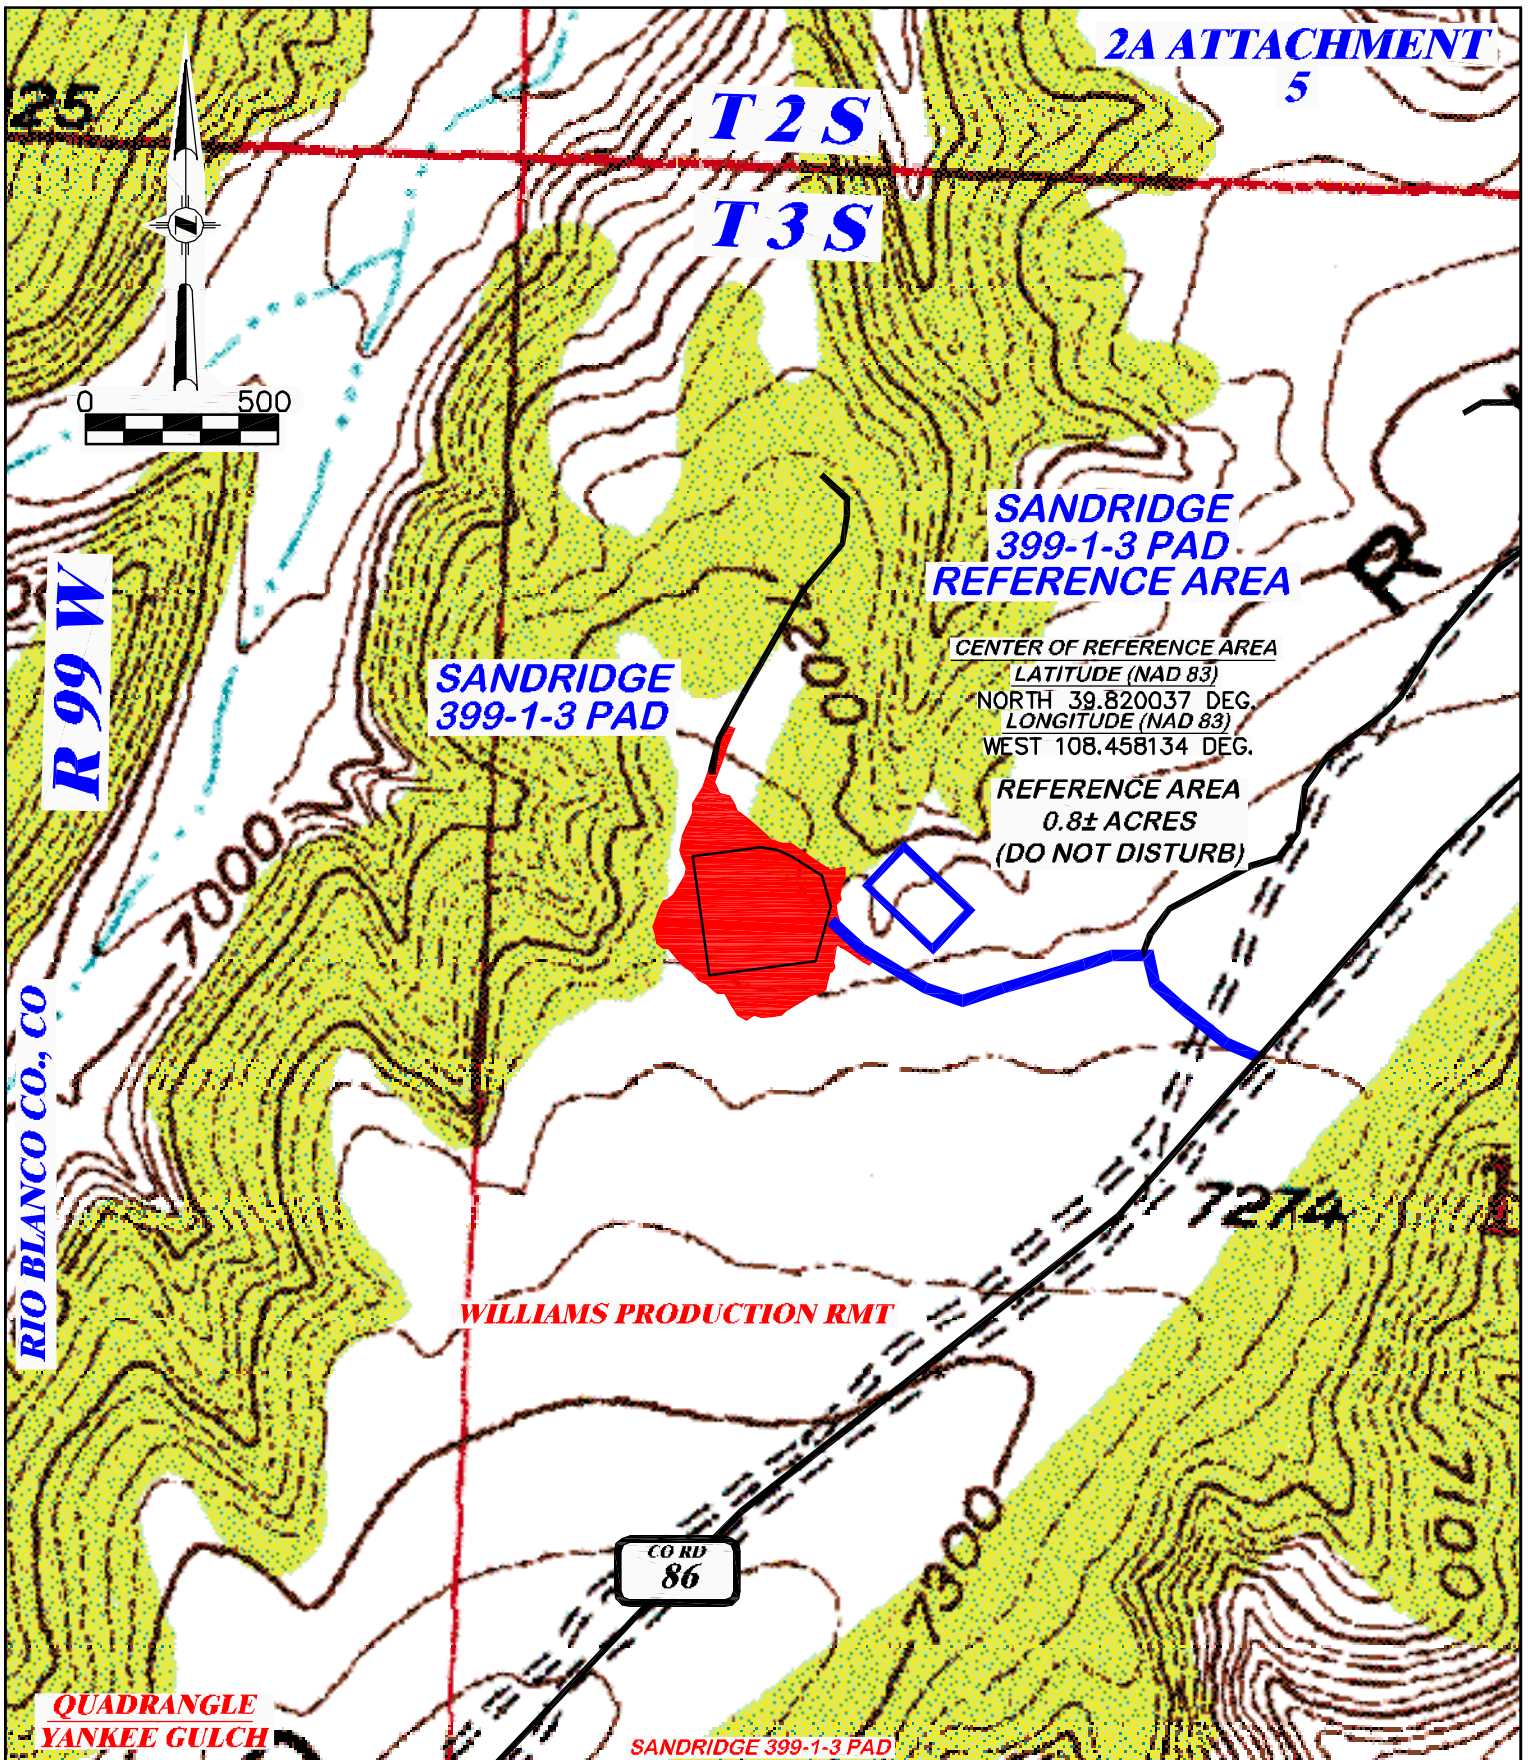 2A ATTACHMENT
5
125
T 2 S
T 3 S
N
0 500
R 99 W
SANDRIDGE
399-1-3 PAD
REFERENCE AREA
R
SANDRIDGE
399-1-3 PAD
7200
CENTER OF REFERENCE AREA
LATITUDE (NAD 83)
NORTH 39.820037 DEG.
LONGITUDE (NAD 83)
WEST 108.458134 DEG.
REFERENCE AREA
0.8± ACRES
(DO NOT DISTURB)
7000
RIO BLANCO CO., CO
7274
WILLIAMS PRODUCTION RMT
7100
7300
CO RD
86
QUADRANGLE
YANKEE GULCH
SANDRIDGE 399-1-3 PAD